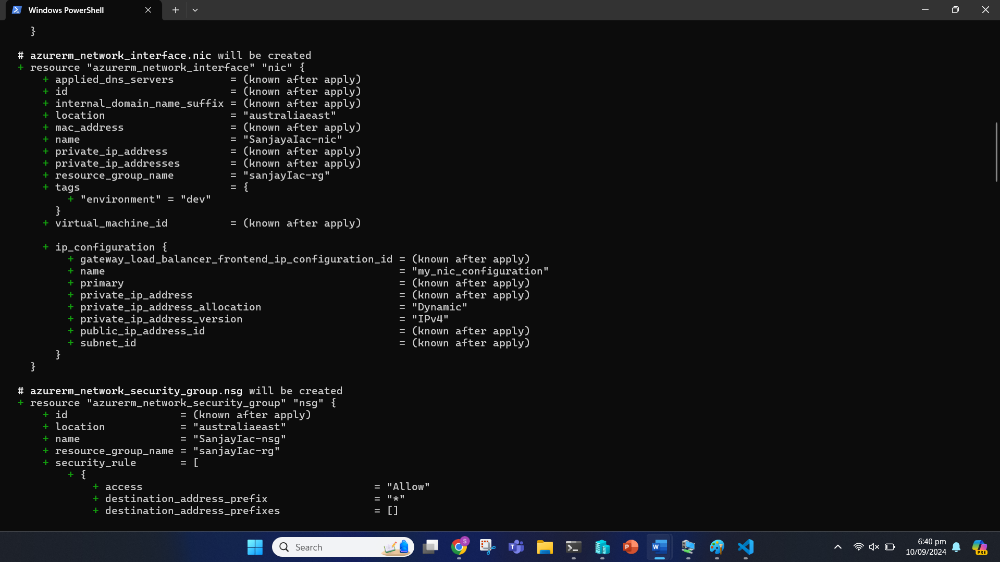 Windows PowerShell
}
# azurerm_network_interface.nic will be created
+ resource "azurerm_network_interface" "nic" {
+ applied_dns_servers = (known after apply)
+ id = (known after apply)
+ internal_domain_name_suffix = (known after apply)
+ location = "australiaeast"
+ mac_address = (known after apply)
+ name = "SanjayaIac-nic"
+ private_ip_address = (known after apply)
+ private_ip_addresses = (known after apply)
+ resource_group_name = "sanjayIac-rg"
+ tags = {
+ "environment" = "dev"
}
+ virtual_machine_id = (known after apply)
+ ip_configuration {
+ gateway_load_balancer_frontend_ip_configuration_id = (known after apply)
+ name = "my_nic_configuration"
+ primary = (known after apply)
+ private_ip_address = (known after apply)
+ private_ip_address_allocation = "Dynamic"
+ private_ip_address_version = "IPv4"
+ public_ip_address_id = (known after apply)
+ subnet_id = (known after apply)
}
}
# azurerm_network_security_group.nsg will be created
+ resource "azurerm_network_security_group" "nsg" {
+ id = (known after apply)
+ location = "australiaeast"
+ name = "SanjayIac-nsg"
+ resource_group_name = "sanjayIac-rg"
+ security_rule = [
+ {
+ access = "Allow"
+ destination_address_prefix = "*"
+ destination_address_prefixes = []
Search
S
T
P
W
6:40 pm
10/09/2024
PRE